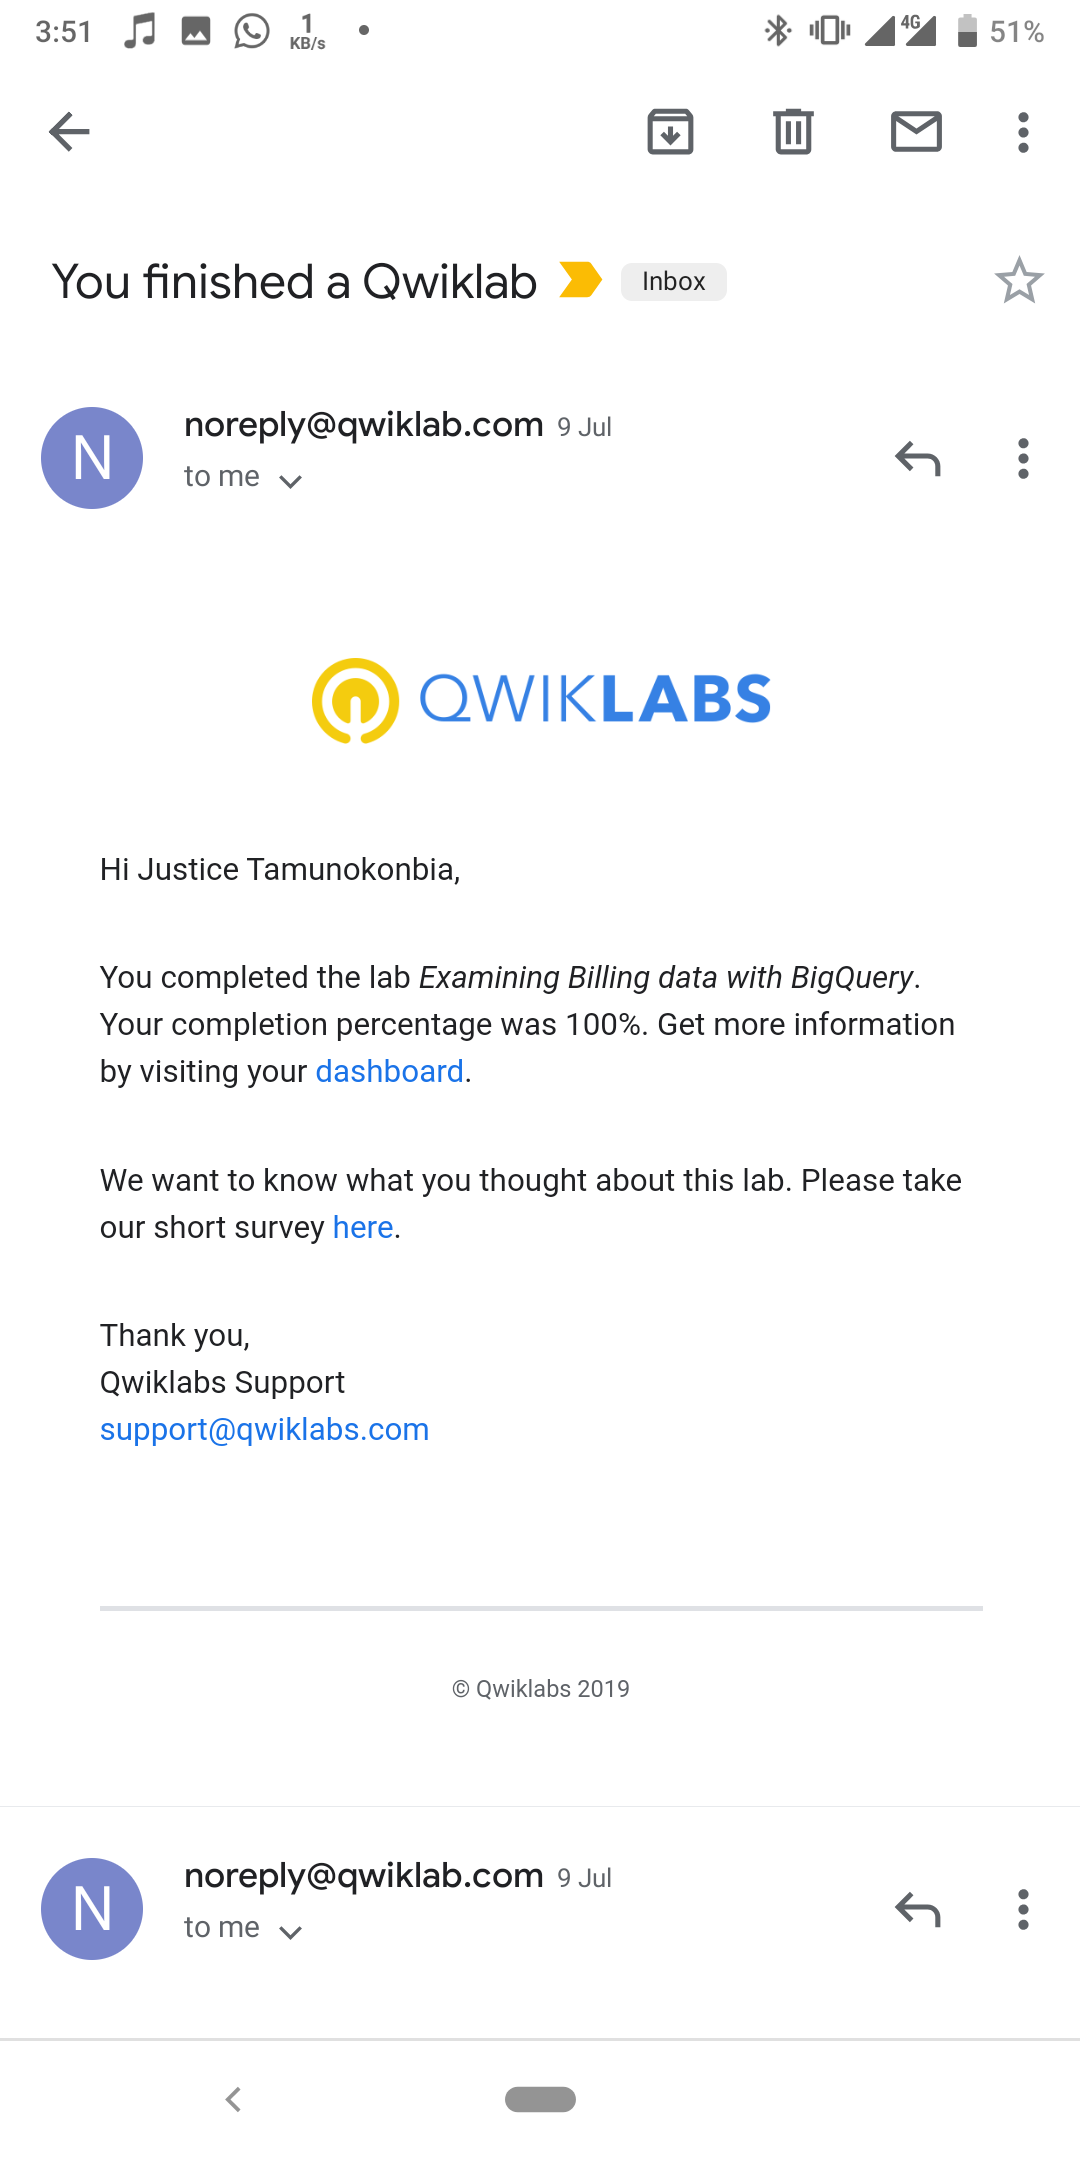 3:51
1
KB/s
4G
51%
You finished a Qwiklab
Inbox
N
noreply@qwiklab.com 9 Jul
to me
QWIKLABS
Hi Justice Tamunokonbia,
You completed the lab Examining Billing data with BigQuery.
Your completion percentage was 100%. Get more information
by visiting your dashboard.
We want to know what you thought about this lab. Please take
our short survey here.
Thank you,
Qwiklabs Support
support@qwiklabs.com
© Qwiklabs 2019
N
noreply@qwiklab.com 9 Jul
to me